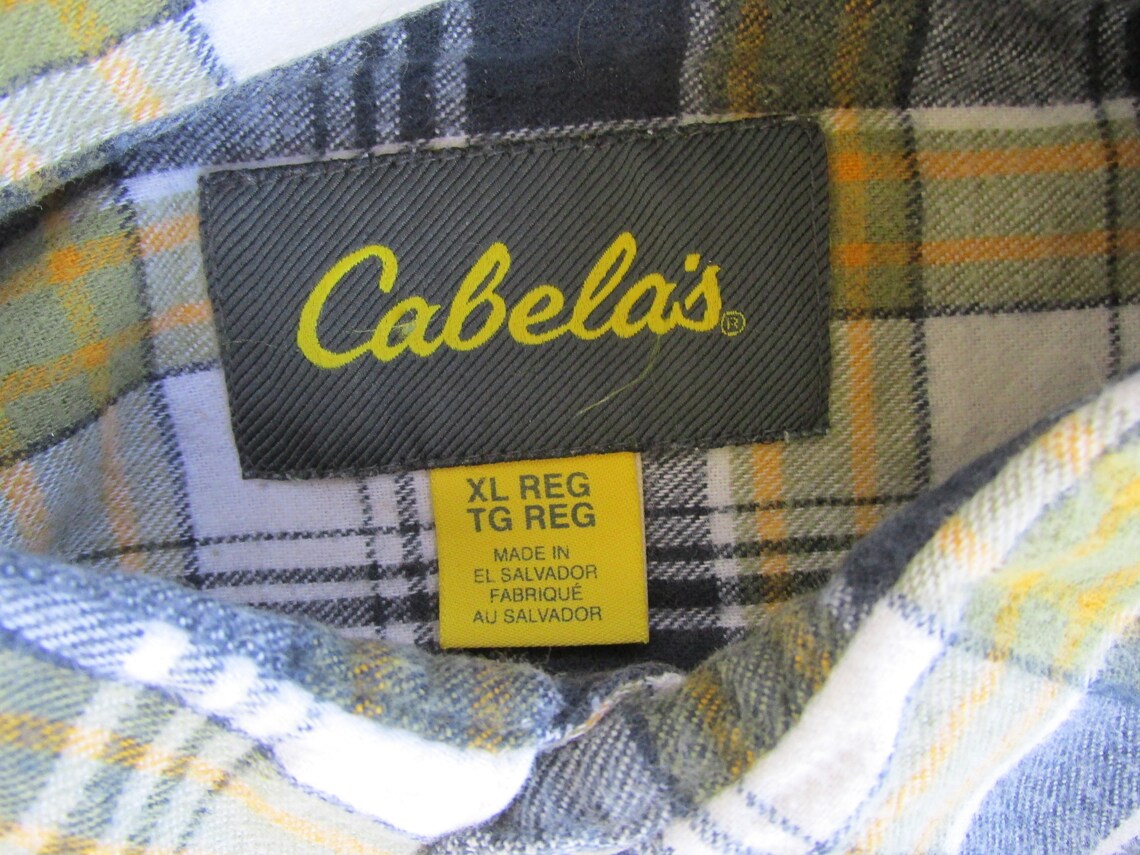 Cabela's®
XL REG
TG REG
MADE IN
EL SALVADOR
FABRIQUÉ
AU SALVADOR